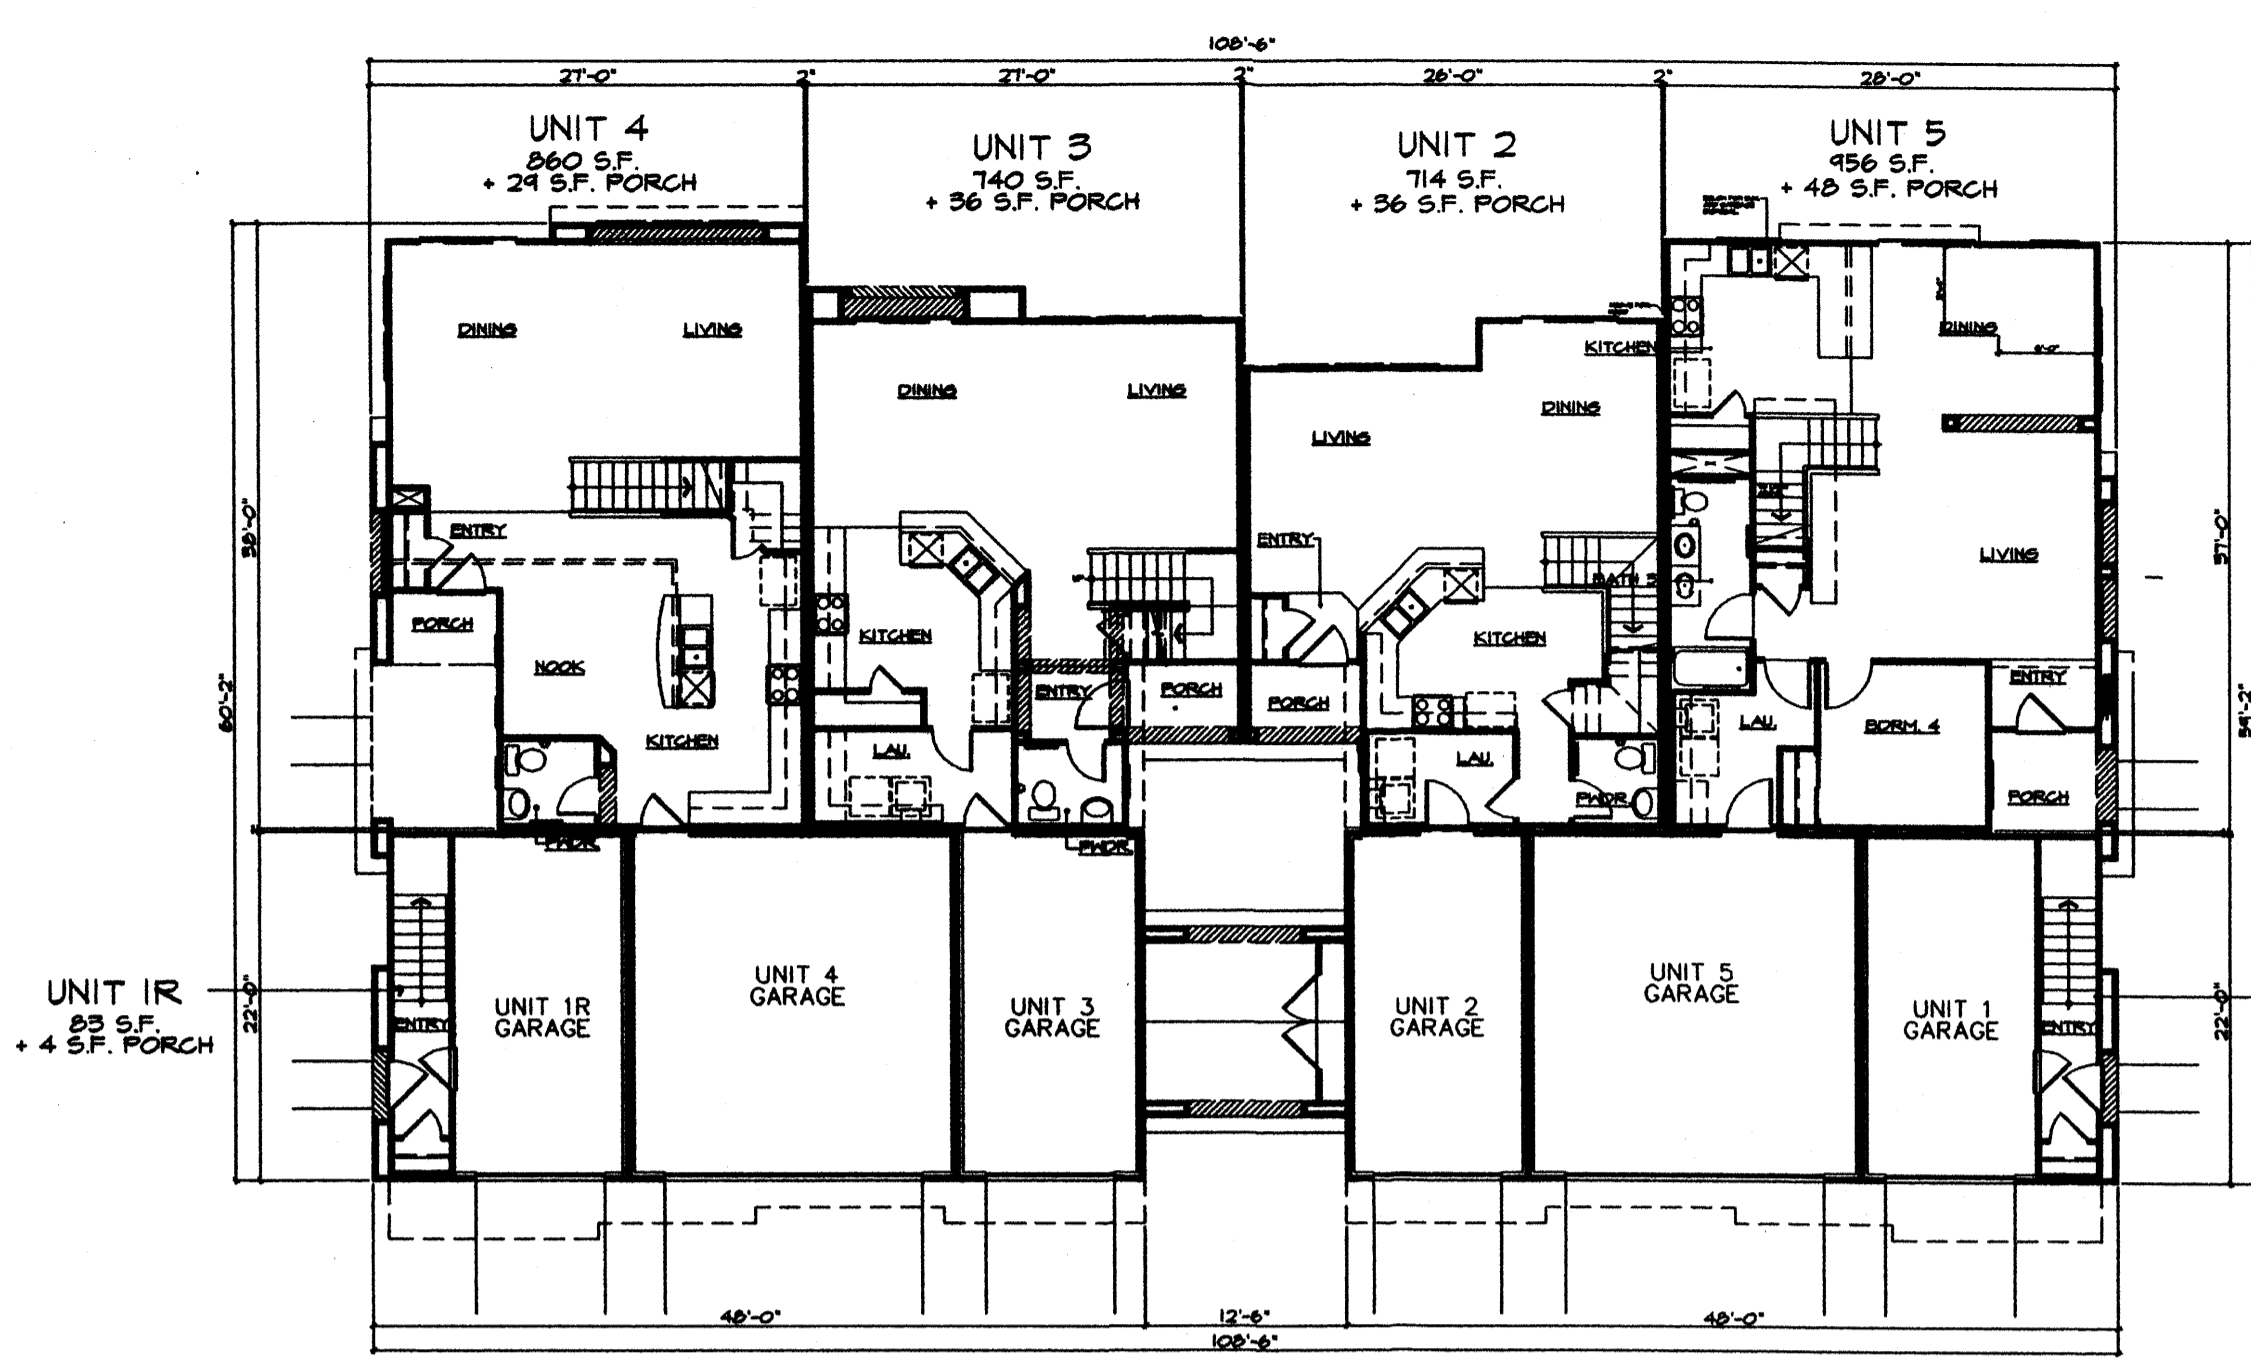 108'-6"
27'-0"
2"
27'-0"
2"
26'-0"
2"
28'-0"
UNIT 4
860 S.F.
+ 29 S.F. PORCH
UNIT 3
740 S.F.
+ 36 S.F. PORCH
UNIT 2
714 S.F.
+ 36 S.F. PORCH
UNIT 5
956 S.F.
+ 48 S.F. PORCH
DINING
LIVING
DINING
LIVING
LIVING
DINING
KITCHEN
DINING
LIVING
ENTRY
PORCH
NOOK
KITCHEN
PWDR.
KITCHEN
ENTRY
PORCH
LAU.
PWDR.
ENTRY
PORCH
KITCHEN
LAU.
PWDR.
BATH 3
LAU.
BDRM. 4
ENTRY
PORCH
38'-0"
60'-2"
22'-0"
37'-0"
59'-2"
22'-0"
UNIT 1R
83 S.F.
+ 4 S.F. PORCH
ENTRY
UNIT 1R
GARAGE
UNIT 4
GARAGE
UNIT 3
GARAGE
UNIT 2
GARAGE
UNIT 5
GARAGE
UNIT 1
GARAGE
ENTRY
48'-0"
12'-6"
48'-0"
108'-6"